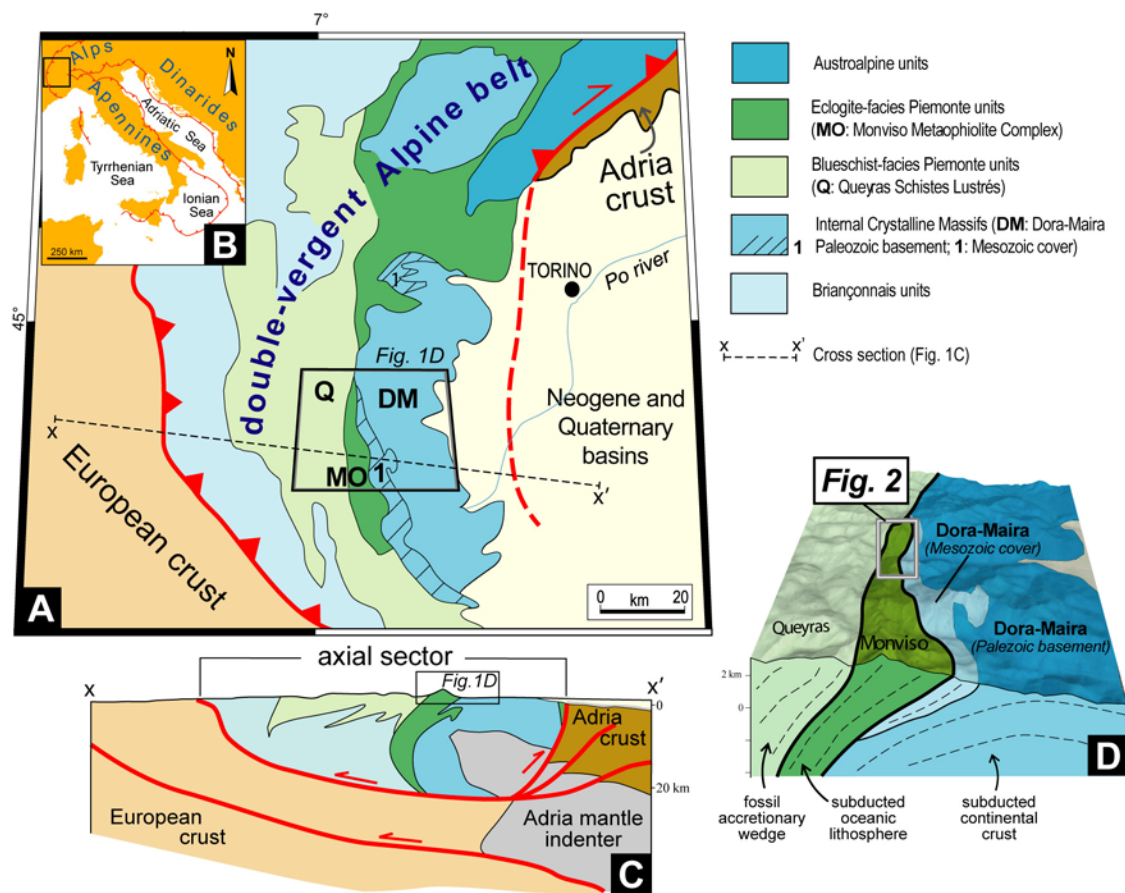 7°
45°
Alps
Apennines
Dinarides
Adriatic Sea
Tyrrhenian
Sea
Ionian
Sea
N
250 km
B
double-vergent Alpine belt
Adria
crust
TORINO
Po river
1
Fig. 1D
Q
DM
MO
1
x
x'
Neogene and
Quaternary
basins
European crust
0 km 20
A
Austroalpine units
Eclogite-facies Piemonte units
(MO: Monviso Metaophiolite Complex)
Blueschist-facies Piemonte units
(Q: Queyras Schistes Lustrés)
1
Internal Crystalline Massifs (DM: Dora-Maira
Paleozoic basement; 1: Mesozoic cover)
Briançonnais units
x x'
Cross section (Fig. 1C)
axial sector
x
x'
Fig.1D
0
20 km
Adria
crust
European
crust
Adria mantle
indenter
C
Fig. 2
Dora-Maira
(Mesozoic cover)
Queyras
Monviso
Dora-Maira
(Palezoic basement)
2 km
0
D
fossil
accretionary
wedge
subducted
oceanic
lithosphere
subducted
continental
crust